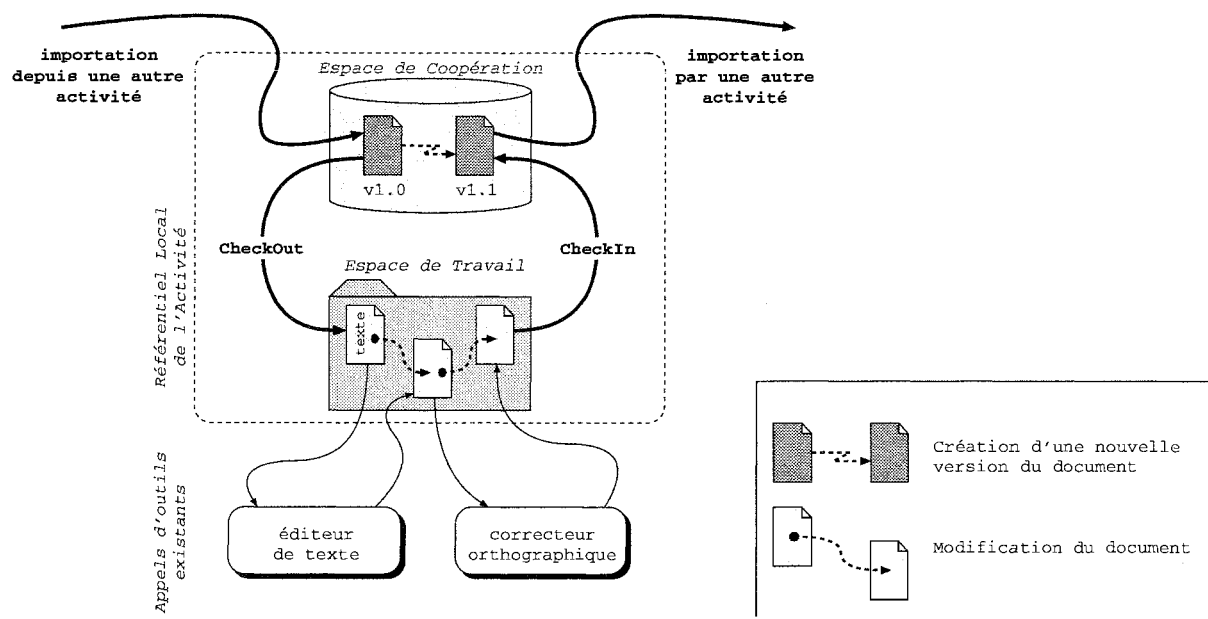 importation
depuis une autre
activité
importation
par une autre
activité
Espace de Coopération
v1.0
v1.1
CheckOut
CheckIn
Référentiel Local
de l'Activité
Espace de Travail
texte
Appels d'outils
existants
éditeur
de texte
correcteur
orthographique
Création d'une nouvelle
version du document
Modification du document